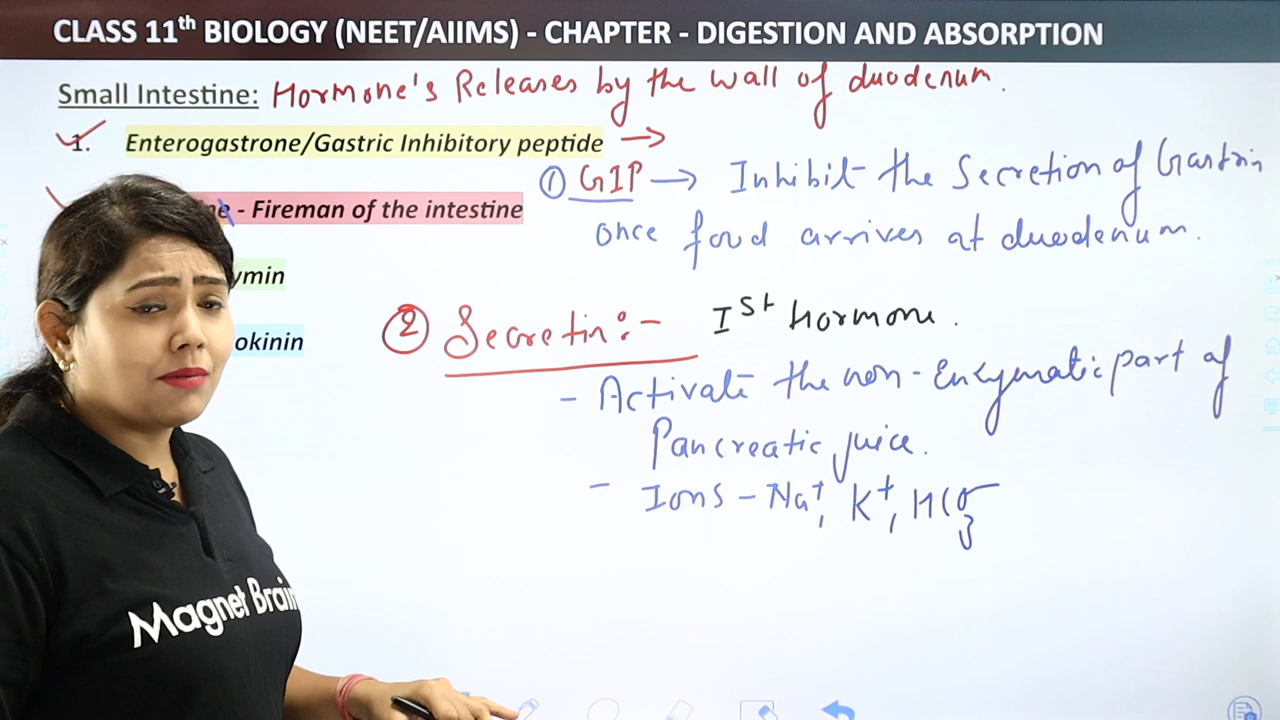 CLASS 11th BIOLOGY (NEET/AIIMS) - CHAPTER - DIGESTION AND ABSORPTION
Small Intestine: Hormone's Releases by the wall of duodenum.
1. Enterogastrone/Gastric Inhibitory peptide →
① GIP → Inhibit the Secretion of Gastrin
- Fireman of the intestine
once food arrives at duodenum.
ymin
② Secretin:- Ist hormone.
okinin
- Activate the non-Enzymatic part of
Pancreatic juice.
- Ions - Na+, K+, HCO3-
Magnet Brain